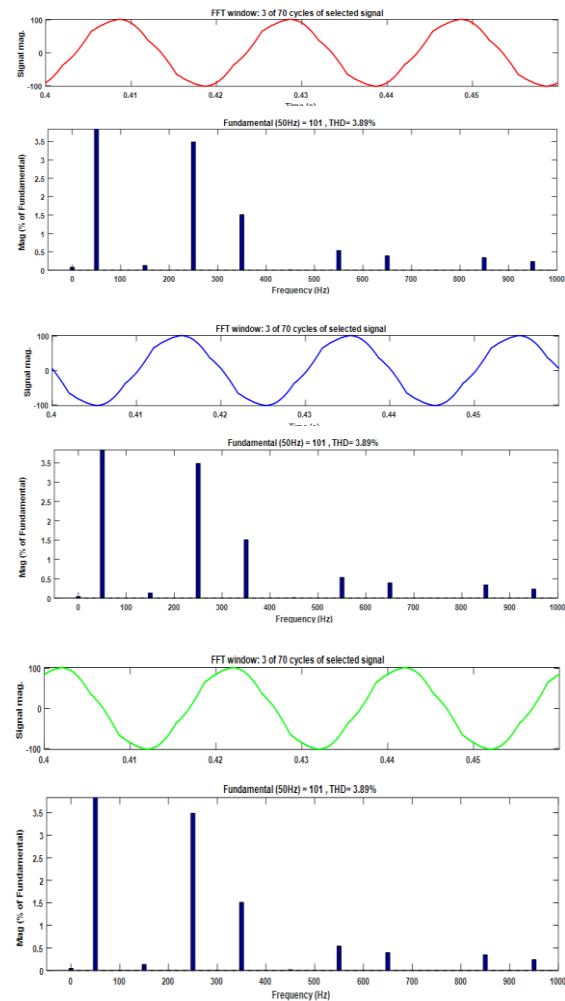 FFT window: 3 of 70 cycles of selected signal
Signal mag.
100
0
-100
0.4 0.41 0.42 0.43 0.44 0.45
Time (s)
Fundamental (50Hz) = 101 , THD= 3.89%
Mag (% of Fundamental)
3.5
3
2.5
2
1.5
1
0.5
0
0 100 200 300 400 500 600 700 800 900 1000
Frequency (Hz)
FFT window: 3 of 70 cycles of selected signal
Signal mag.
100
0
-100
0.4 0.41 0.42 0.43 0.44 0.45
Time (s)
Fundamental (50Hz) = 101 , THD= 3.89%
Mag (% of Fundamental)
3.5
3
2.5
2
1.5
1
0.5
0
0 100 200 300 400 500 600 700 800 900 1000
Frequency (Hz)
FFT window: 3 of 70 cycles of selected signal
Signal mag.
100
0
-100
0.4 0.41 0.42 0.43 0.44 0.45
Fundamental (50Hz) = 101 , THD= 3.89%
Mag (% of Fundamental)
3.5
3
2.5
2
1.5
1
0.5
0
0 100 200 300 400 500 600 700 800 900 1000
Frequency (Hz)